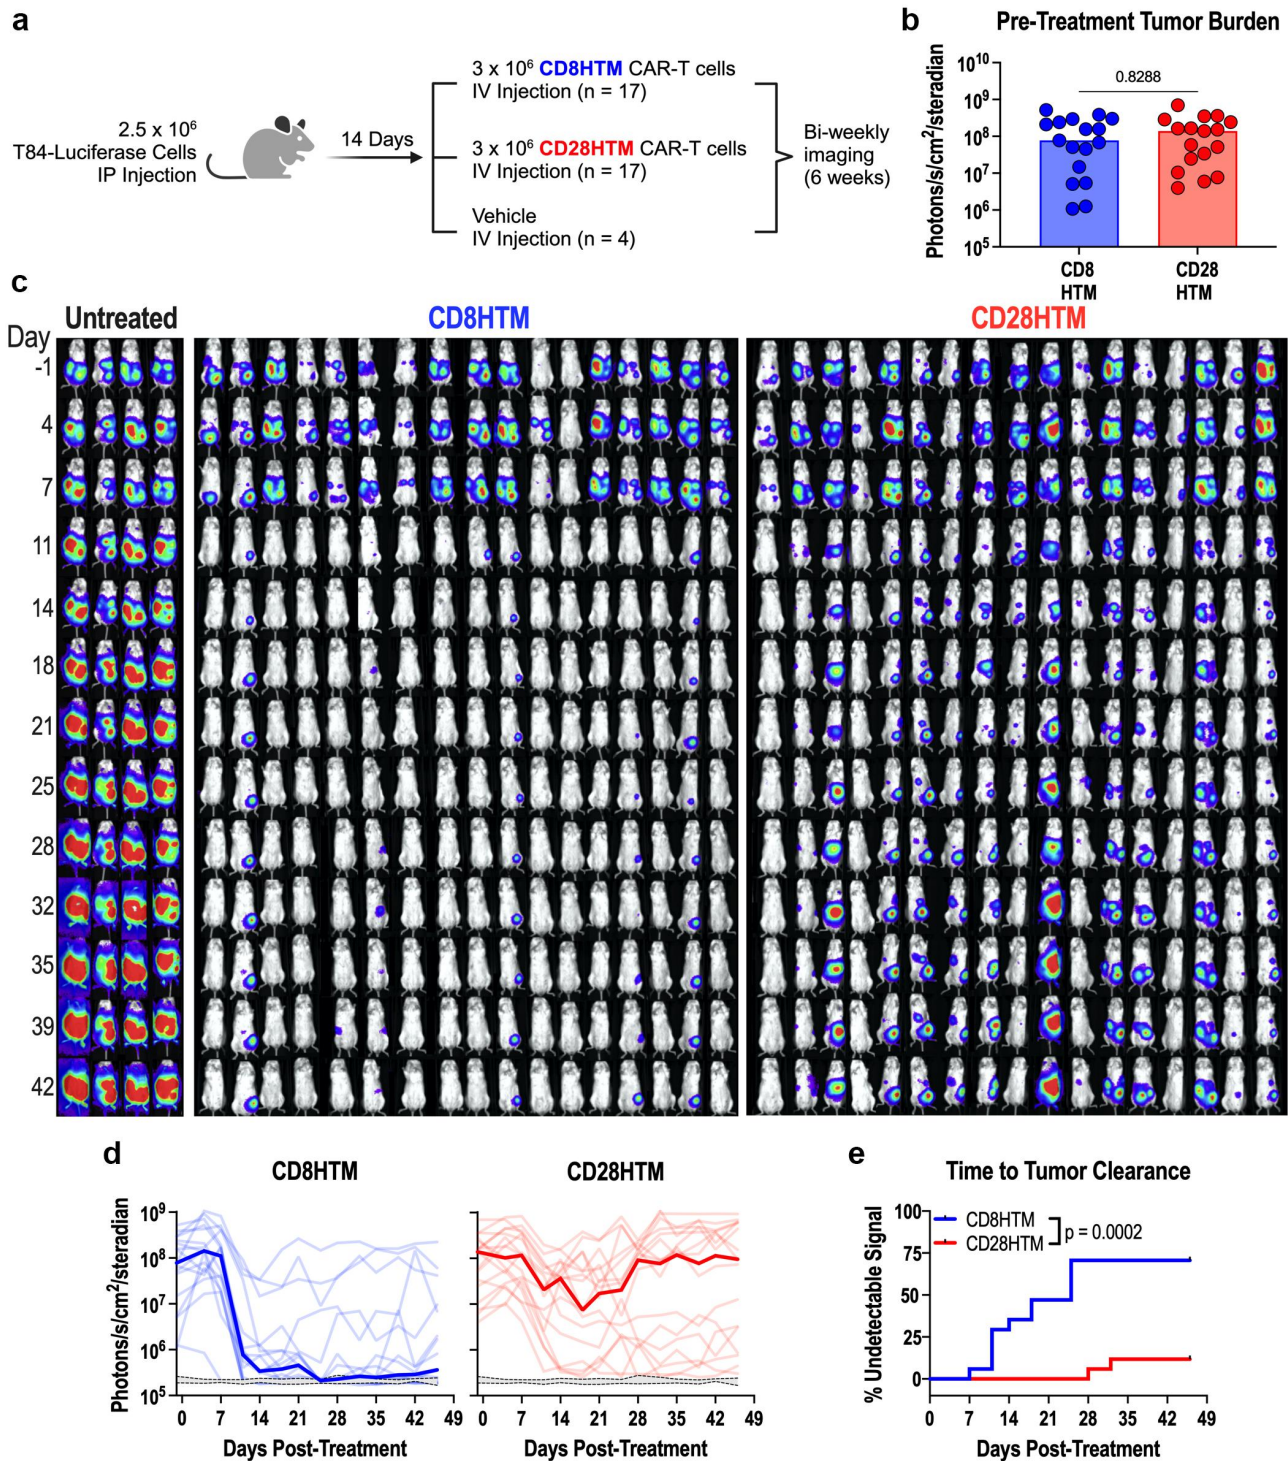 a
2.5 x 10⁶
T84-Luciferase Cells
IP Injection
14 Days
3 x 10⁶ CD8HTM CAR-T cells
IV Injection (n = 17)
3 x 10⁶ CD28HTM CAR-T cells
IV Injection (n = 17)
Vehicle
IV Injection (n = 4)
Bi-weekly
imaging
(6 weeks)
b
Pre-Treatment Tumor Burden
Photons/s/cm²/steradian
10¹⁰
10⁹
10⁸
10⁷
10⁶
10⁵
0.8288
CD8
HTM
CD28
HTM
c
Untreated
CD8HTM
CD28HTM
Day
-1
4
7
11
14
18
21
25
28
32
35
39
42
d
CD8HTM
CD28HTM
Photons/s/cm²/steradian
10⁹
10⁸
10⁷
10⁶
10⁵
0 7 14 21 28 35 42 49
Days Post-Treatment
0 7 14 21 28 35 42 49
Days Post-Treatment
e
Time to Tumor Clearance
% Undetectable Signal
100
75
50
25
0
CD8HTM
CD28HTM
p = 0.0002
0 7 14 21 28 35 42 49
Days Post-Treatment